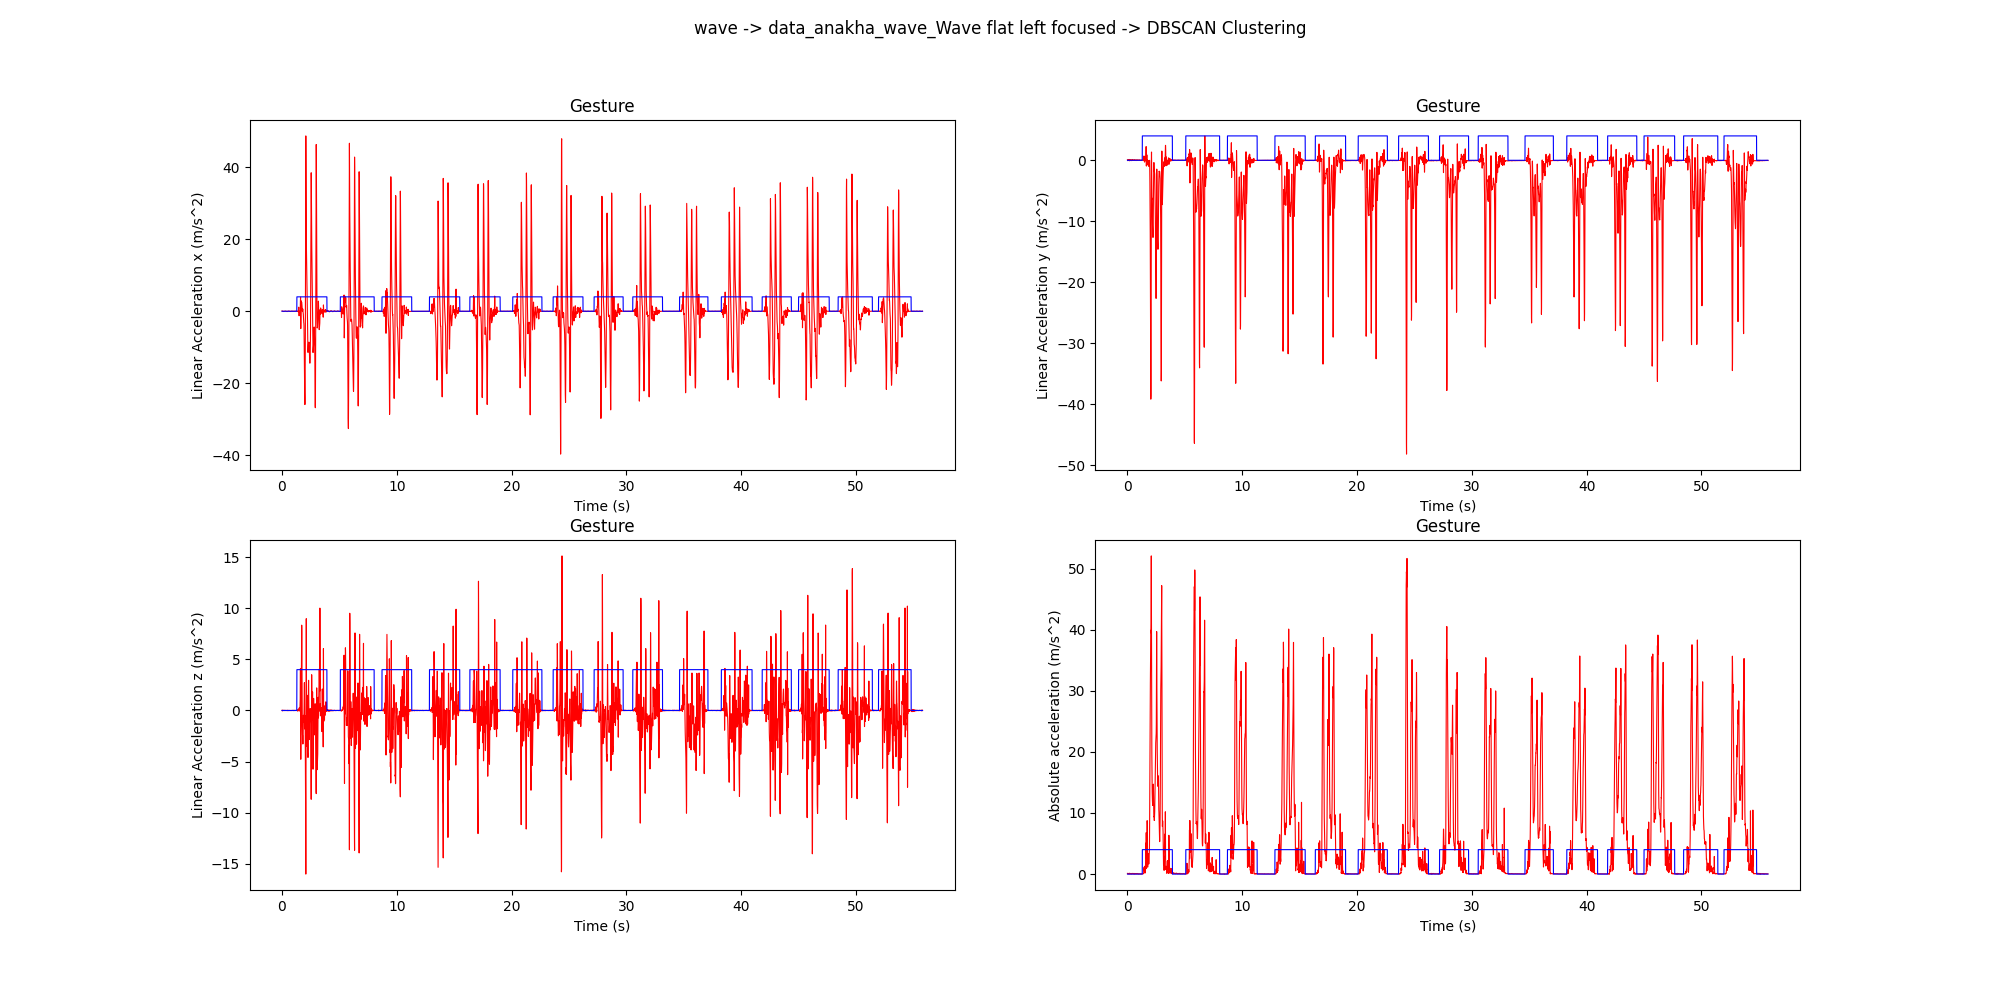 wave -> data_anakha_wave_Wave flat left focused -> DBSCAN Clustering
Gesture
Linear Acceleration x (m/s^2)
40
20
0
−20
−40
0 10 20 30 40 50
Time (s)
Gesture
Linear Acceleration y (m/s^2)
0
−10
−20
−30
−40
−50
0 10 20 30 40 50
Time (s)
Gesture
Linear Acceleration z (m/s^2)
15
10
5
0
−5
−10
−15
0 10 20 30 40 50
Time (s)
Gesture
Absolute acceleration (m/s^2)
50
40
30
20
10
0
0 10 20 30 40 50
Time (s)